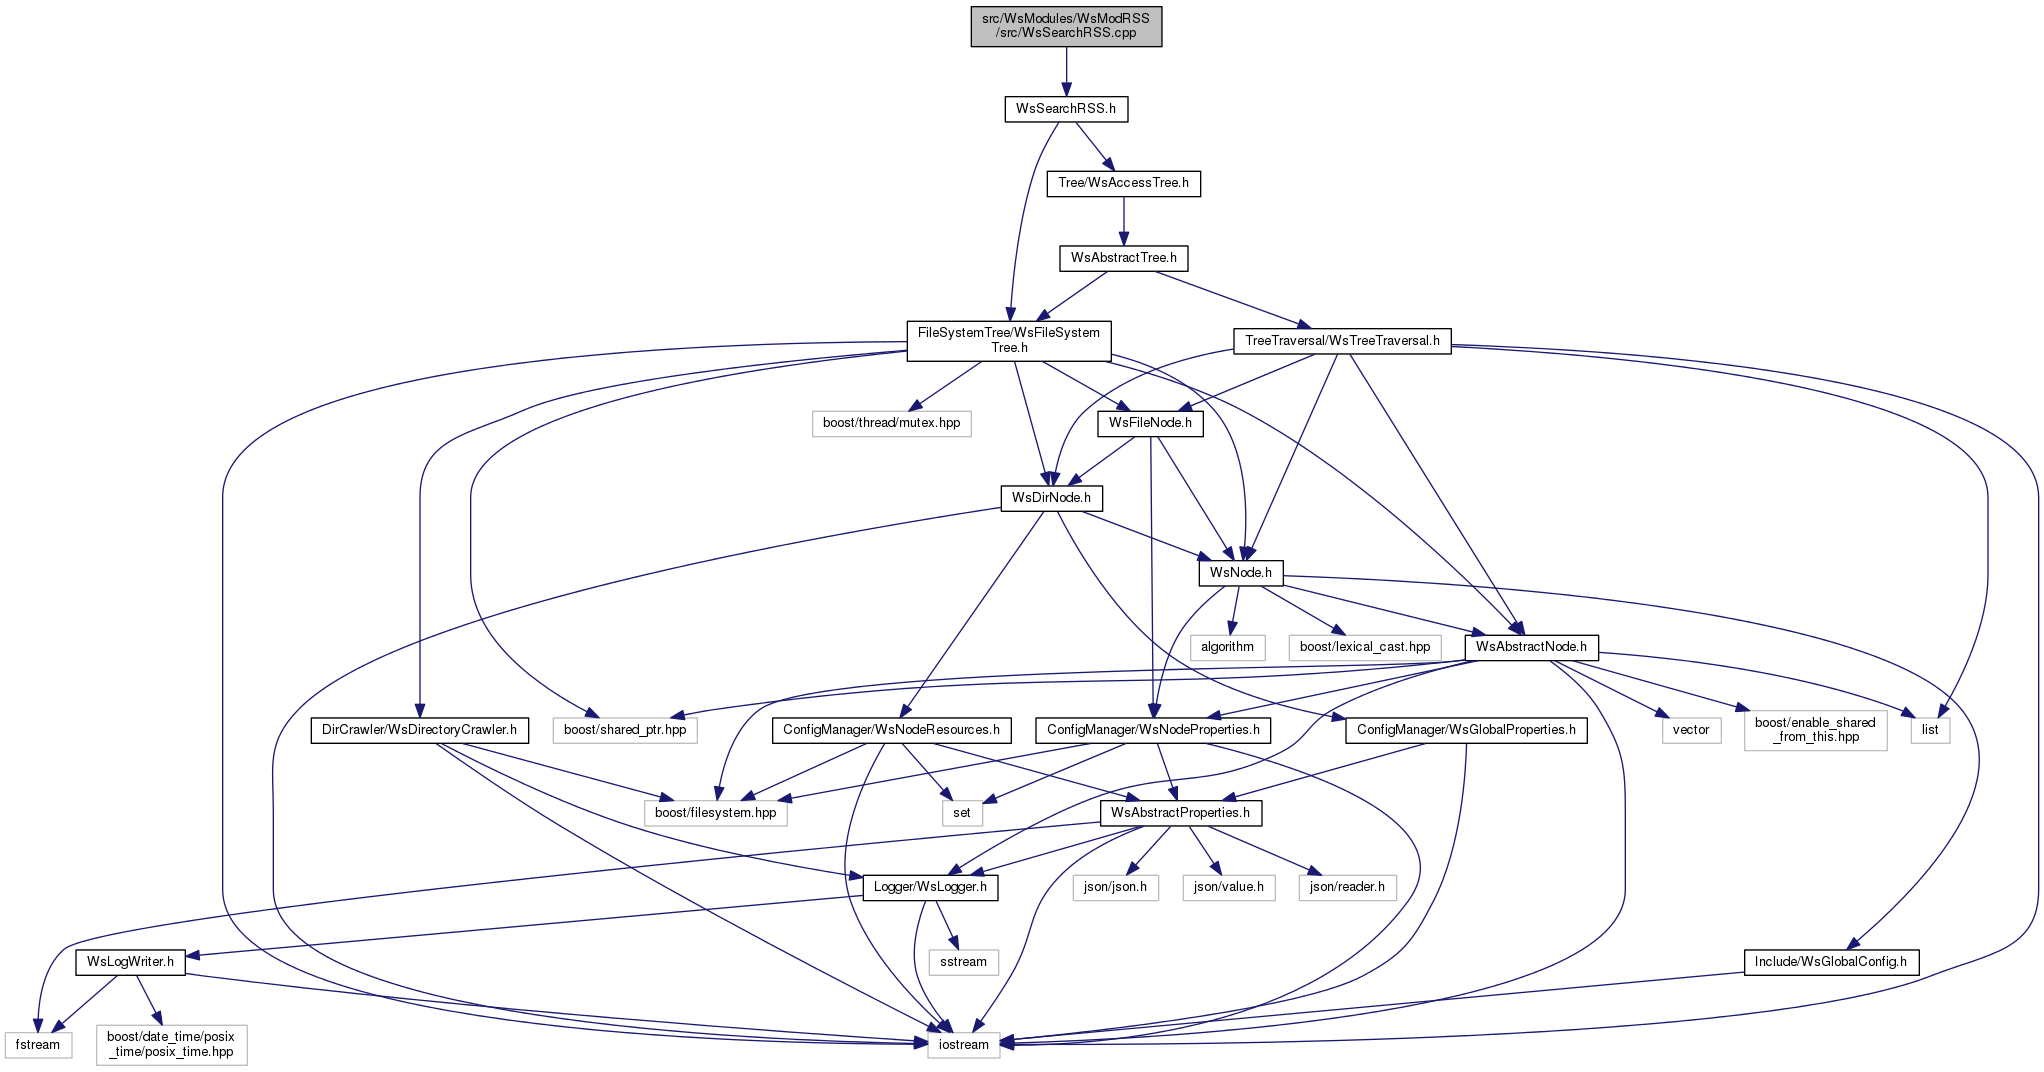 src/WsModules/WsModRSS
/src/WsSearchRSS.cpp
WsSearchRSS.h
Tree/WsAccessTree.h
WsAbstractTree.h
FileSystemTree/WsFileSystem
Tree.h
TreeTraversal/WsTreeTraversal.h
boost/thread/mutex.hpp
WsFileNode.h
WsDirNode.h
WsNode.h
algorithm
boost/lexical_cast.hpp
WsAbstractNode.h
DirCrawler/WsDirectoryCrawler.h
boost/shared_ptr.hpp
ConfigManager/WsNodeResources.h
ConfigManager/WsNodeProperties.h
ConfigManager/WsGlobalProperties.h
vector
boost/enable_shared
_from_this.hpp
list
boost/filesystem.hpp
set
WsAbstractProperties.h
Logger/WsLogger.h
json/json.h
json/value.h
json/reader.h
WsLogWriter.h
sstream
Include/WsGlobalConfig.h
fstream
boost/date_time/posix
_time/posix_time.hpp
iostream